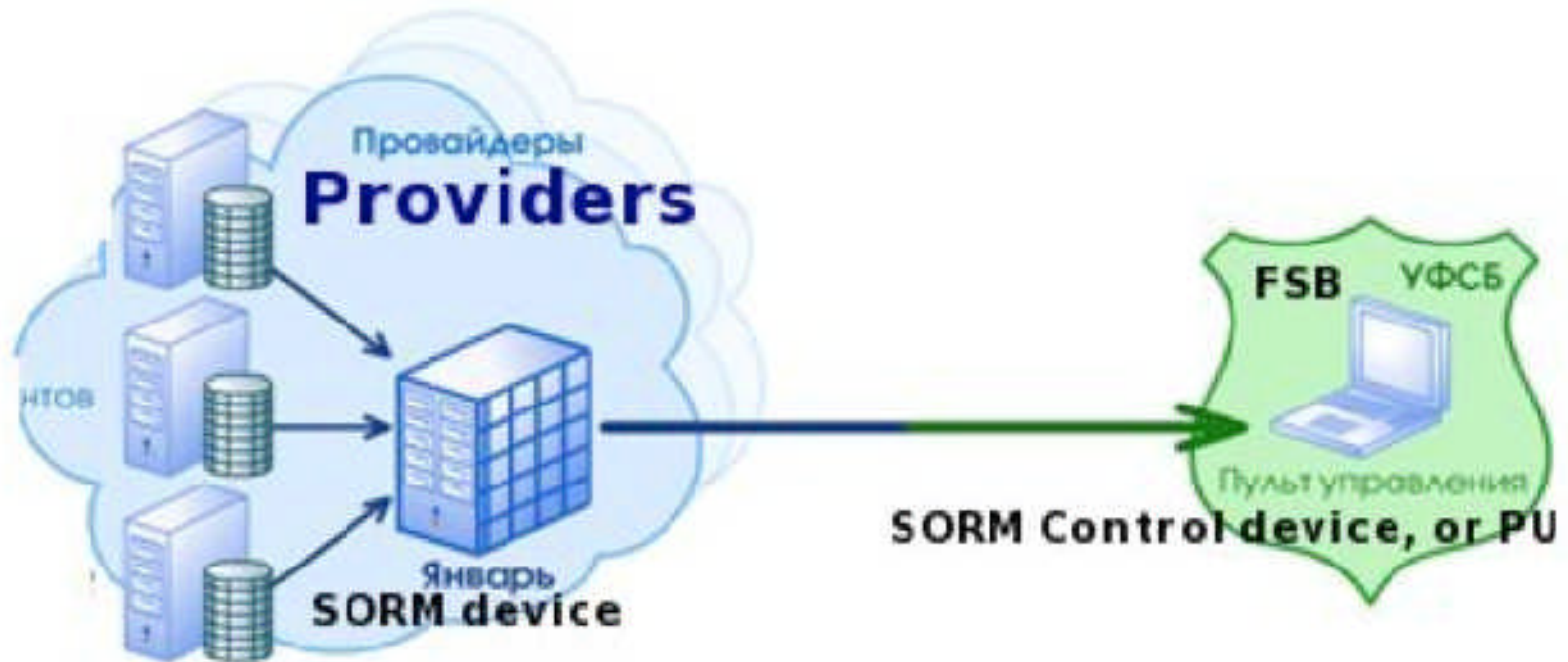 Провайдеры
Providers
FSB УФСБ
нтов
Пульт управления
SORM Control device, or PU
Январь
SORM device